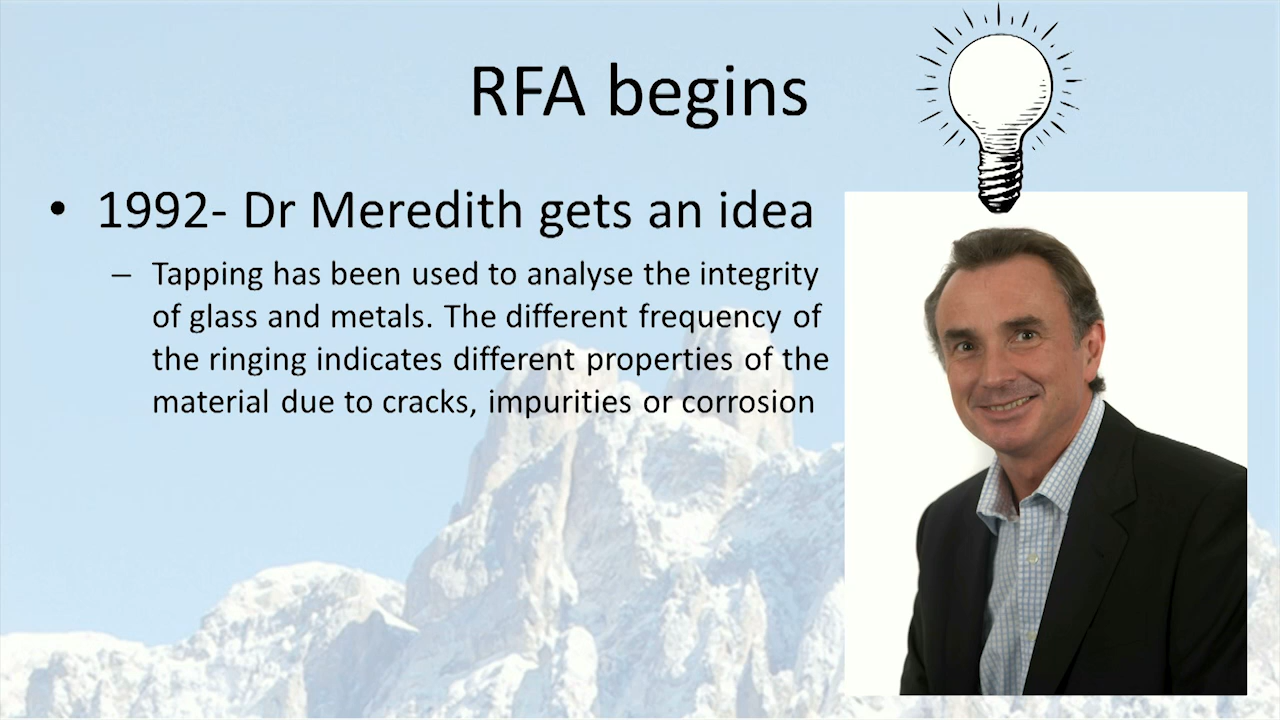 RFA begins
• 1992- Dr Meredith gets an idea
– Tapping has been used to analyse the integrity
of glass and metals. The different frequency of
the ringing indicates different properties of the
material due to cracks, impurities or corrosion